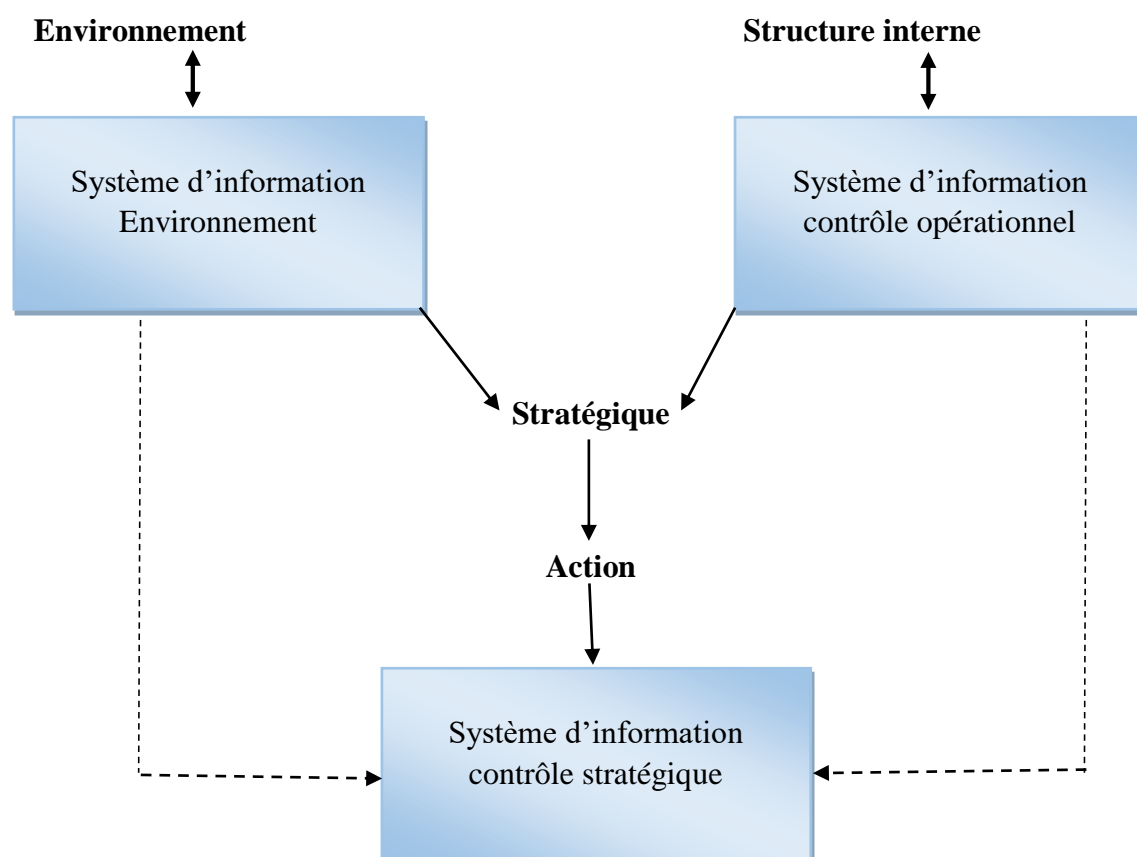 Environnement
Structure interne
Système d’information
Environnement
Système d’information
contrôle opérationnel
Stratégique
Action
Système d’information
contrôle stratégique